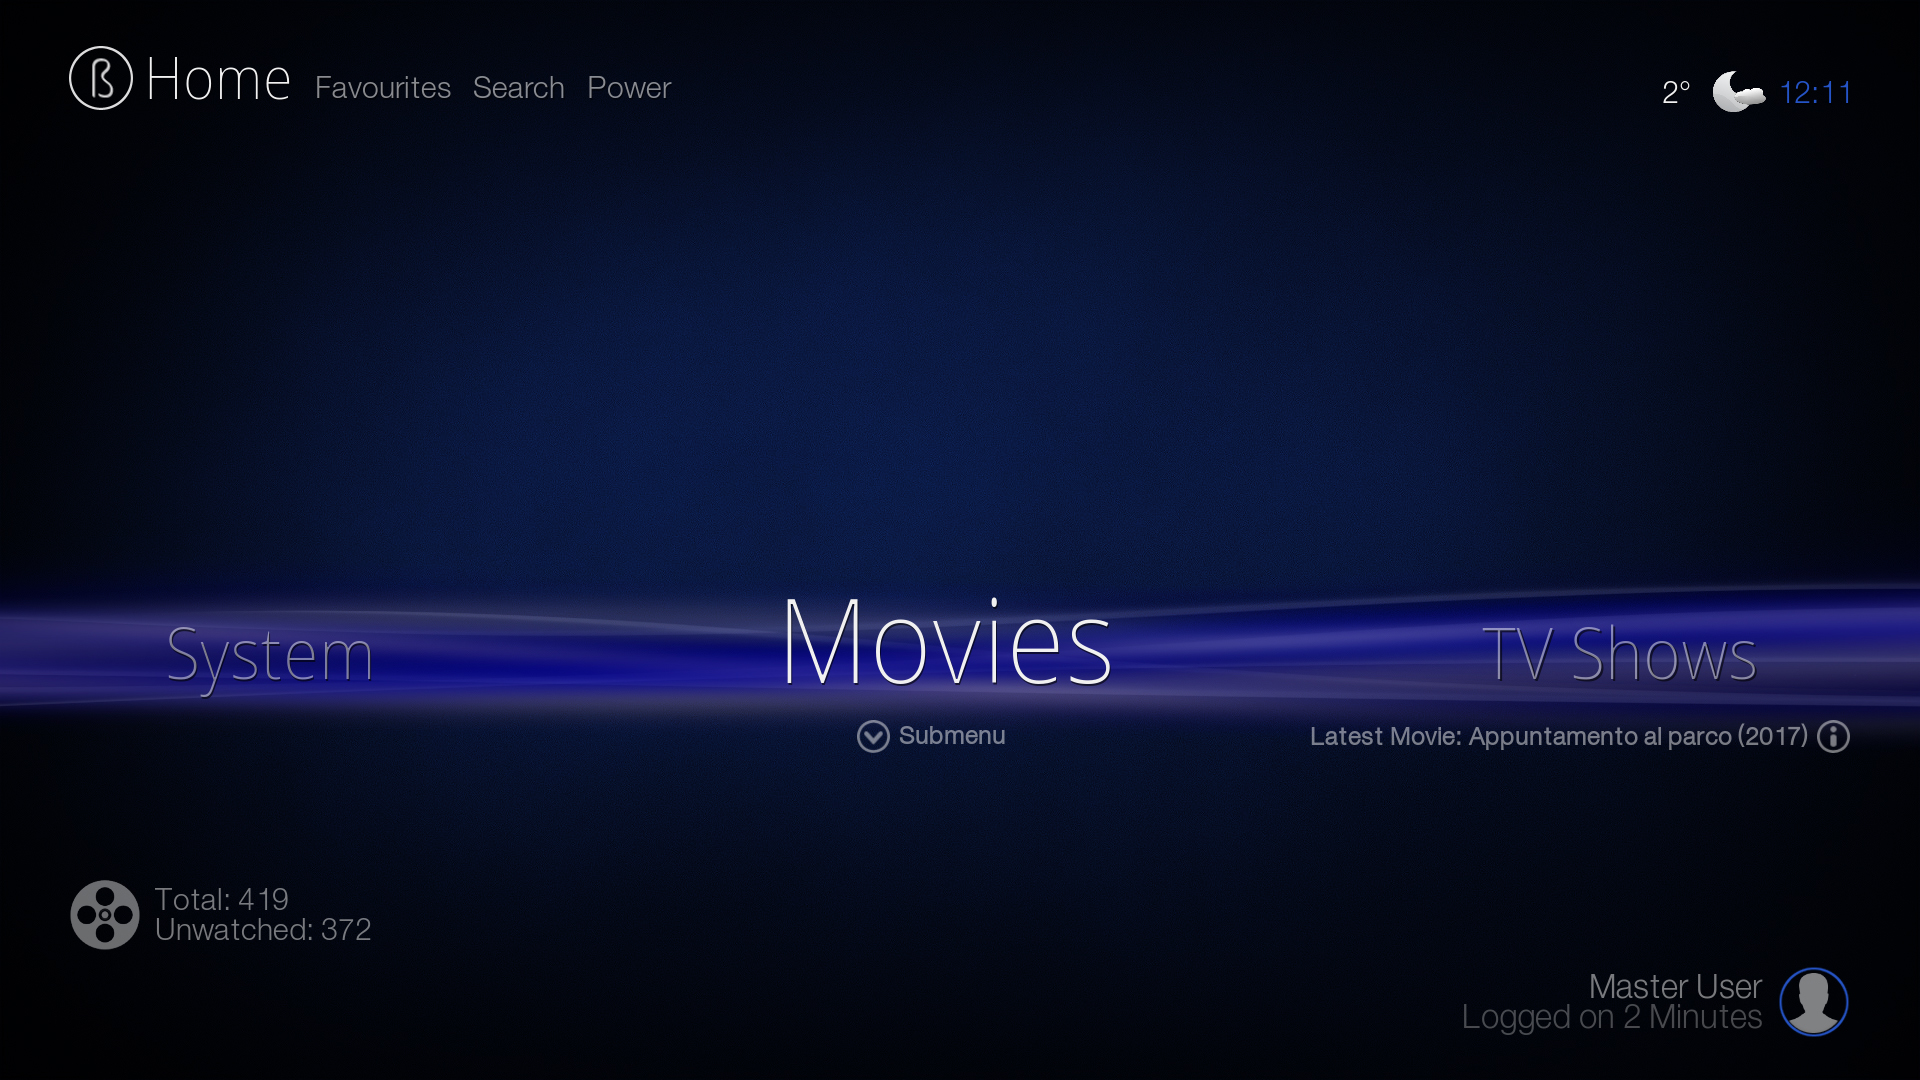 ß Home Favourites Search Power
2° 12:11
System Movies TV Shows
Submenu
Latest Movie: Appuntamento al parco (2017)
Total: 419
Unwatched: 372
Master User
Logged on 2 Minutes